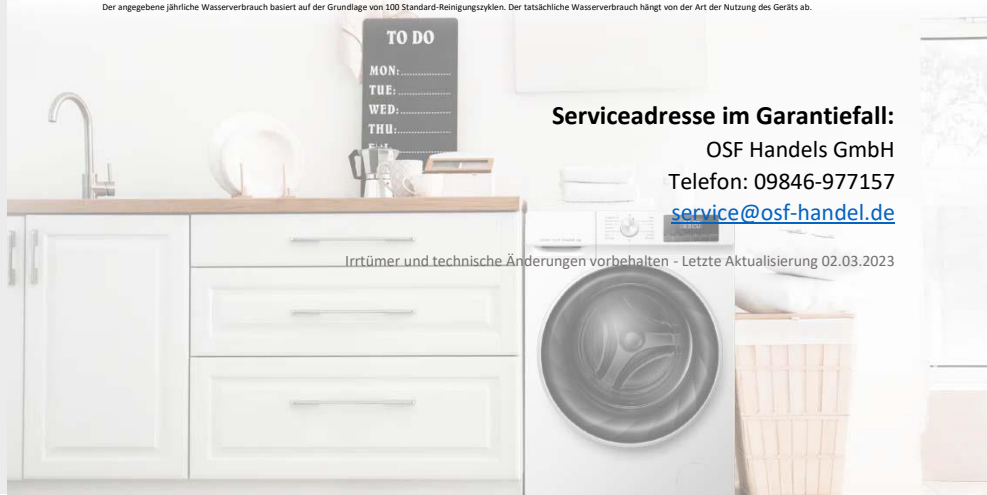 Der angegebene jährliche Wasserverbrauch basiert auf der Grundlage von 100 Standard-Reinigungszyklen. Der tatsächliche Wasserverbrauch hängt von der Art der Nutzung des Geräts ab.
TO DO
MON:
TUE:
WED:
THU:
Serviceadresse im Garantiefall:
OSF Handels GmbH
Telefon: 09846-977157
service@osf-handel.de
Irrtümer und technische Änderungen vorbehalten - Letzte Aktualisierung 02.03.2023